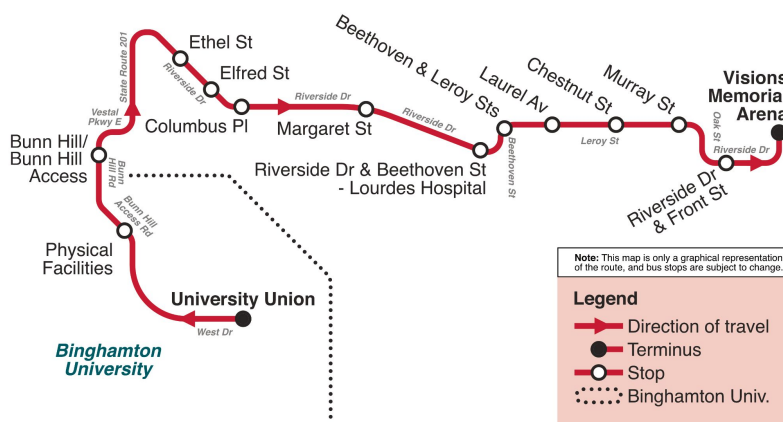 Ethel St
Elfred St
Columbus Pl
Margaret St
Riverside Dr & Beethoven St
- Lourdes Hospital
Beethoven & Leroy Sts
Laurel Av
Chestnut St
Murray St
Riverside Dr
& Front St
Visions
Memoria
Arena
State Route 201
Vestal
Pkwy E
Riverside Dr
Riverside Dr
Riverside Dr
Beethoven St
Leroy St
Oak St
Riverside Dr
Bunn Hill/
Bunn Hill
Access
Bunn
Hill Rd
Bunn Hill
Access Rd
Physical
Facilities
University Union
West Dr
Binghamton
University
Note: This map is only a graphical representation
of the route, and bus stops are subject to change.
Legend
Direction of travel
Terminus
Stop
Binghamton Univ.